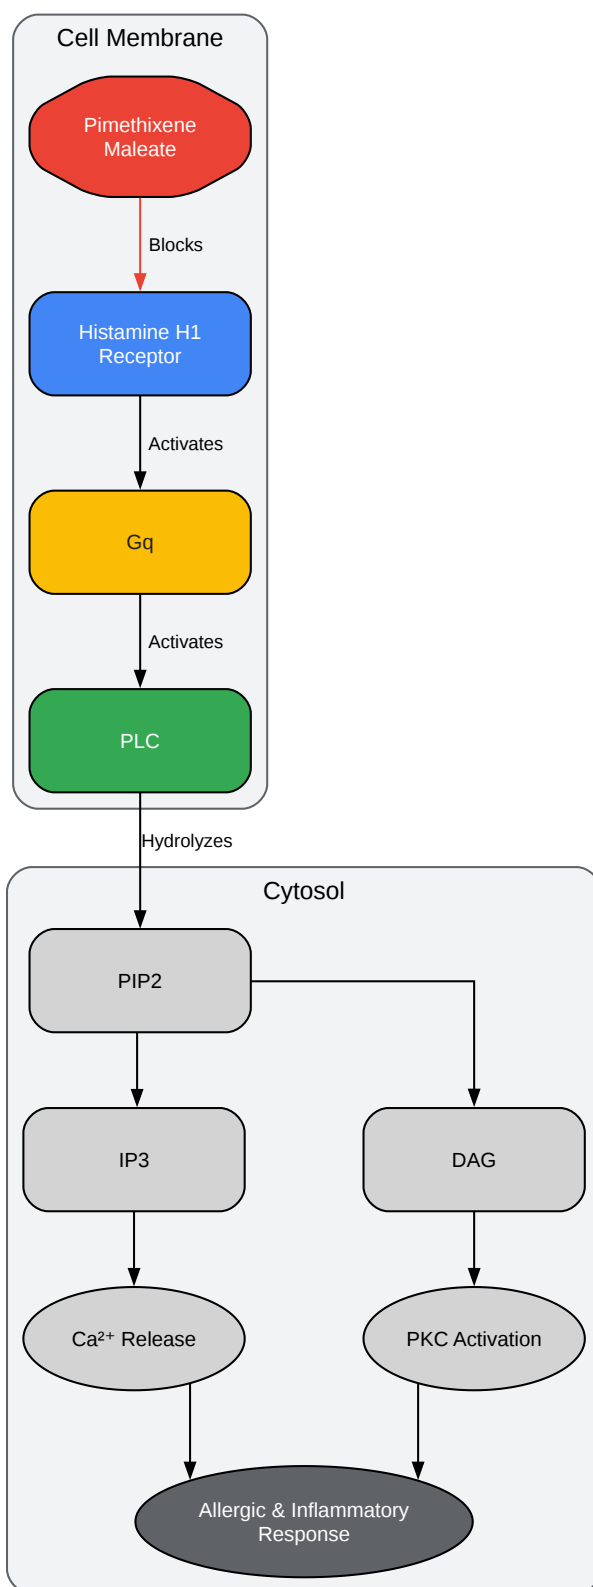 Cell Membrane
Pimethixene
Maleate
Blocks
Histamine H1
Receptor
Activates
Gq
Activates
PLC
Hydrolyzes
Cytosol
PIP2
IP3
DAG
Ca²⁺ Release
PKC Activation
Allergic & Inflammatory
Response